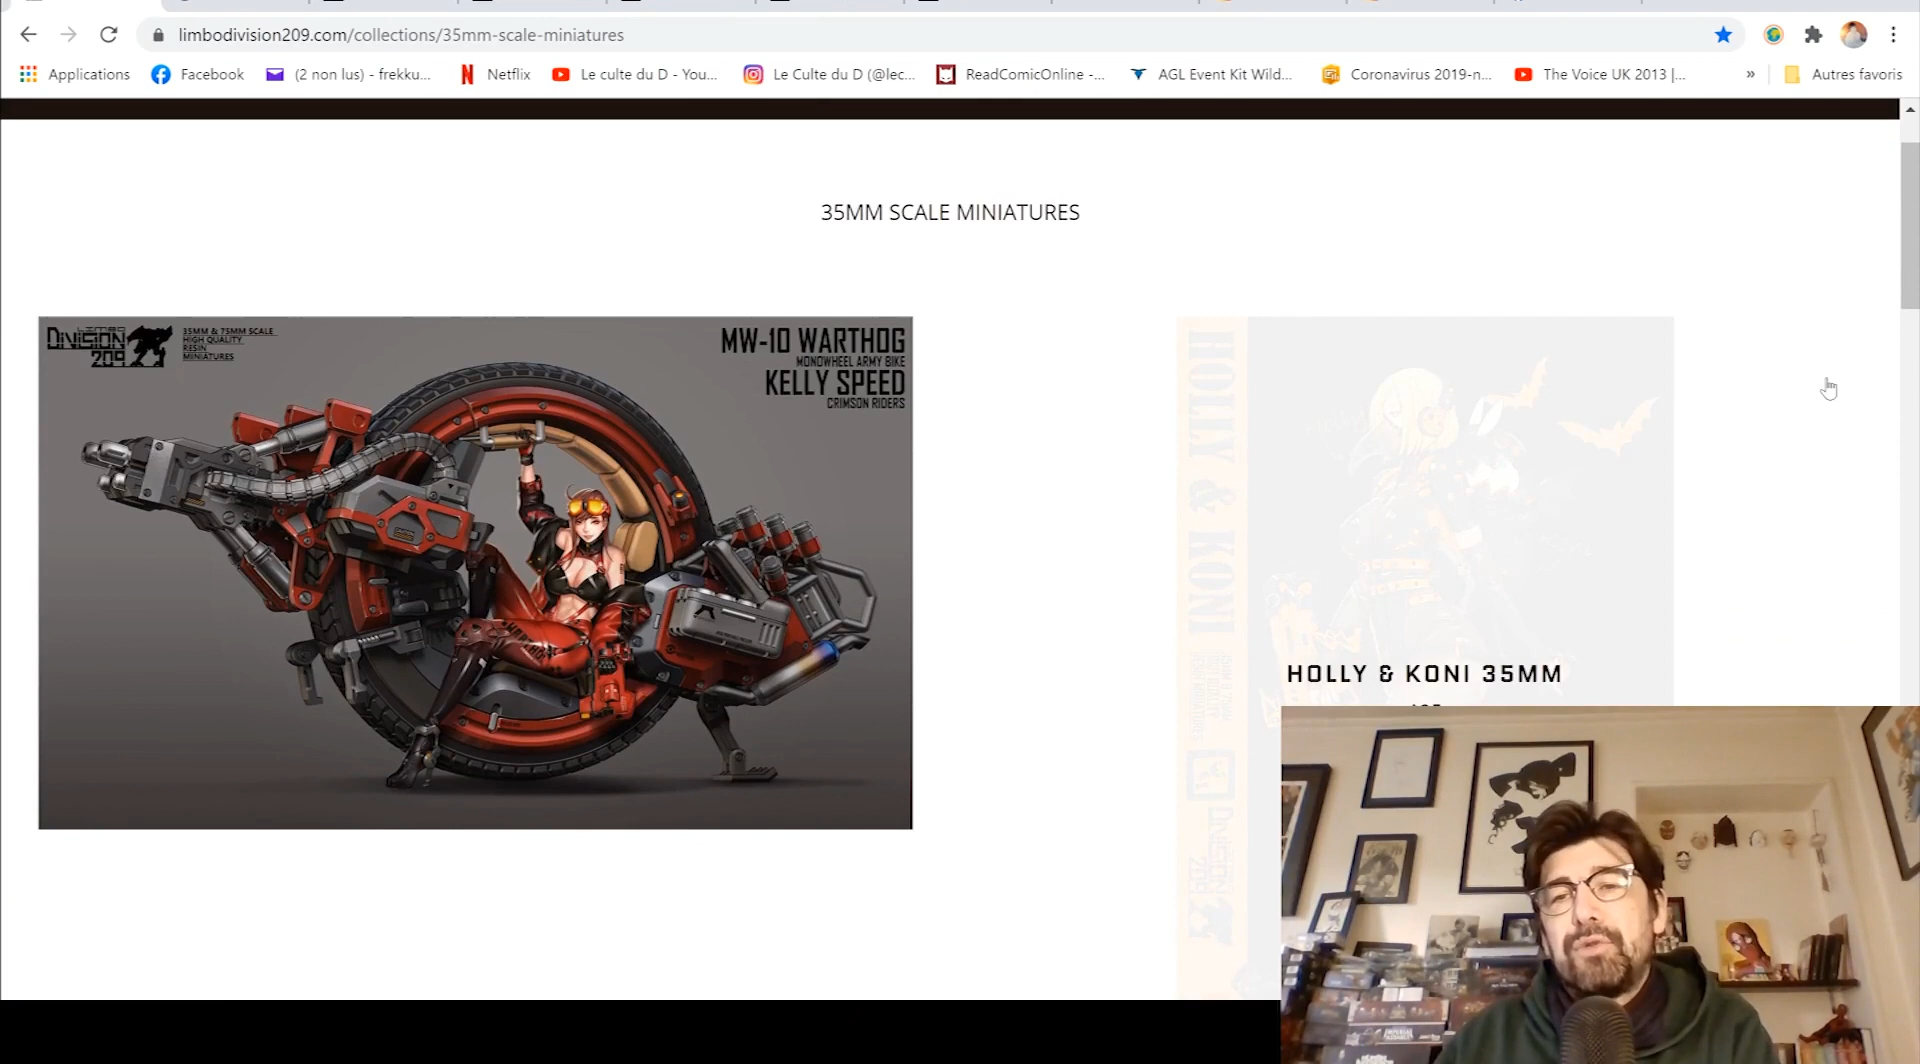 limbodivision209.com/collections/35mm-scale-miniatures
Applications
Facebook
(2 non lus) - frekku...
Netflix
Le culte du D - You...
Le Culte du D (@lec...
ReadComicOnline -...
AGL Event Kit Wild...
Coronavirus 2019-n...
The Voice UK 2013 |...
»
Autres favoris
35MM SCALE MINIATURES
LIMBO
DIVISION
209
35MM & 75MM SCALE
HIGH QUALITY
RESIN
MINIATURES
MW-10 WARTHOG
MONOWHEEL ARMY BIKE
KELLY SPEED
CRIMSON RIDERS
HOLLY & KONI
DIVISION
209
HOLLY & KONI 35MM